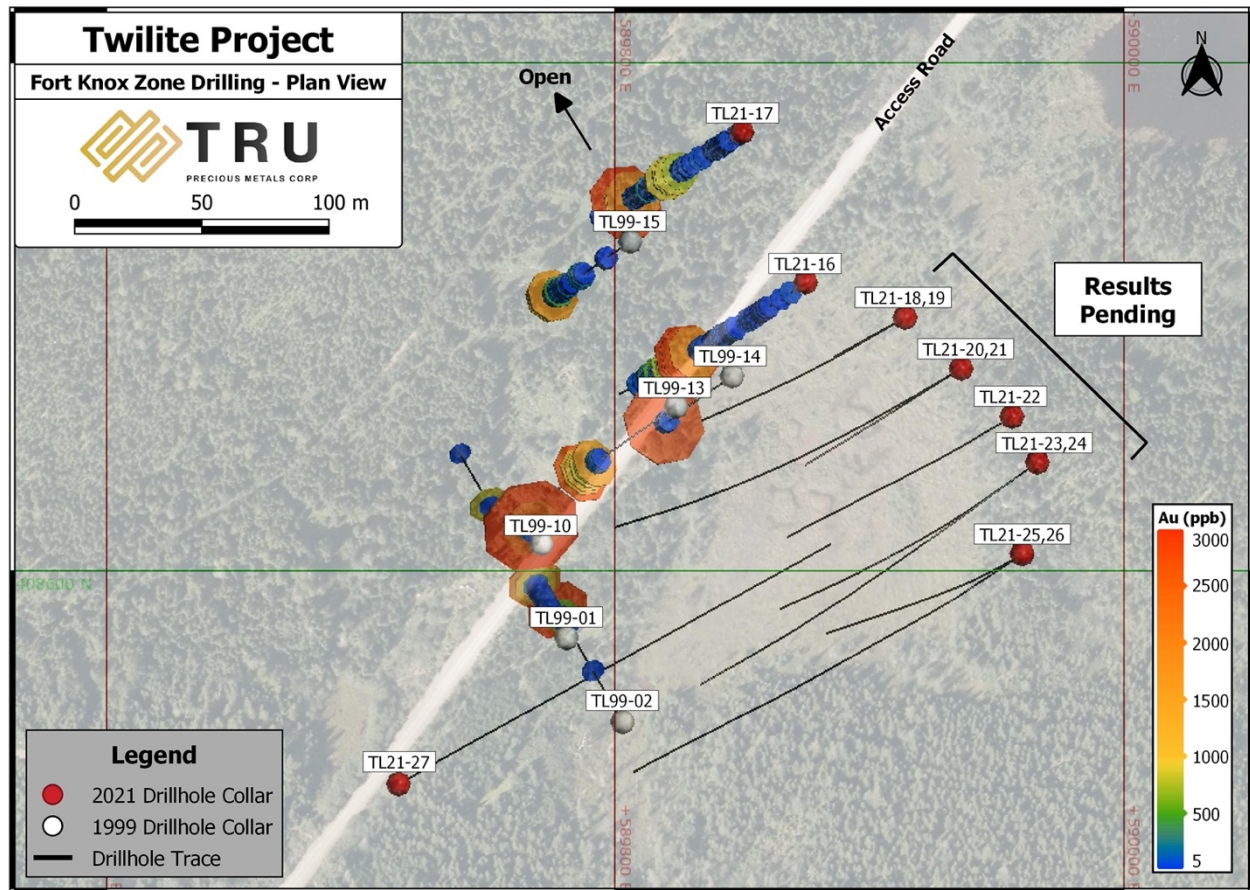 Twilite Project
Fort Knox Zone Drilling - Plan View
TRU
PRECIOUS METALS CORP
0 50 100 m
Open
589800 E
590000 E
N
Access Road
TL21-17
TL99-15
TL21-16
TL21-18,19
Results
Pending
TL99-14
TL21-20,21
TL99-13
TL21-22
TL21-23,24
TL99-10
TL21-25,26
TL99-01
TL99-02
TL21-27
Legend
2021 Drillhole Collar
1999 Drillhole Collar
Drillhole Trace
+589800 E
+590000 E
Au (ppb)
3000
2500
2000
1500
1000
500
5